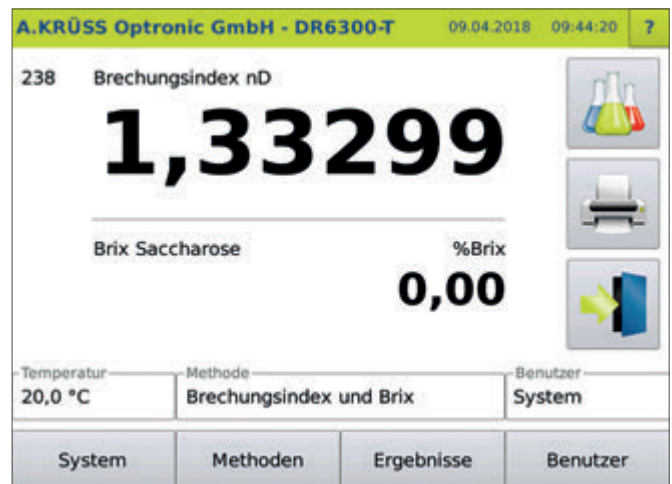 A.KRÜSS Optronic GmbH - DR6300-T 09.04.2018 09:44:20 ?
238 Brechungsindex nD
1,33299
Brix Saccharose %Brix
0,00
Temperatur Methode Benutzer
20,0 °C Brechungsindex und Brix System
System Methoden Ergebnisse Benutzer